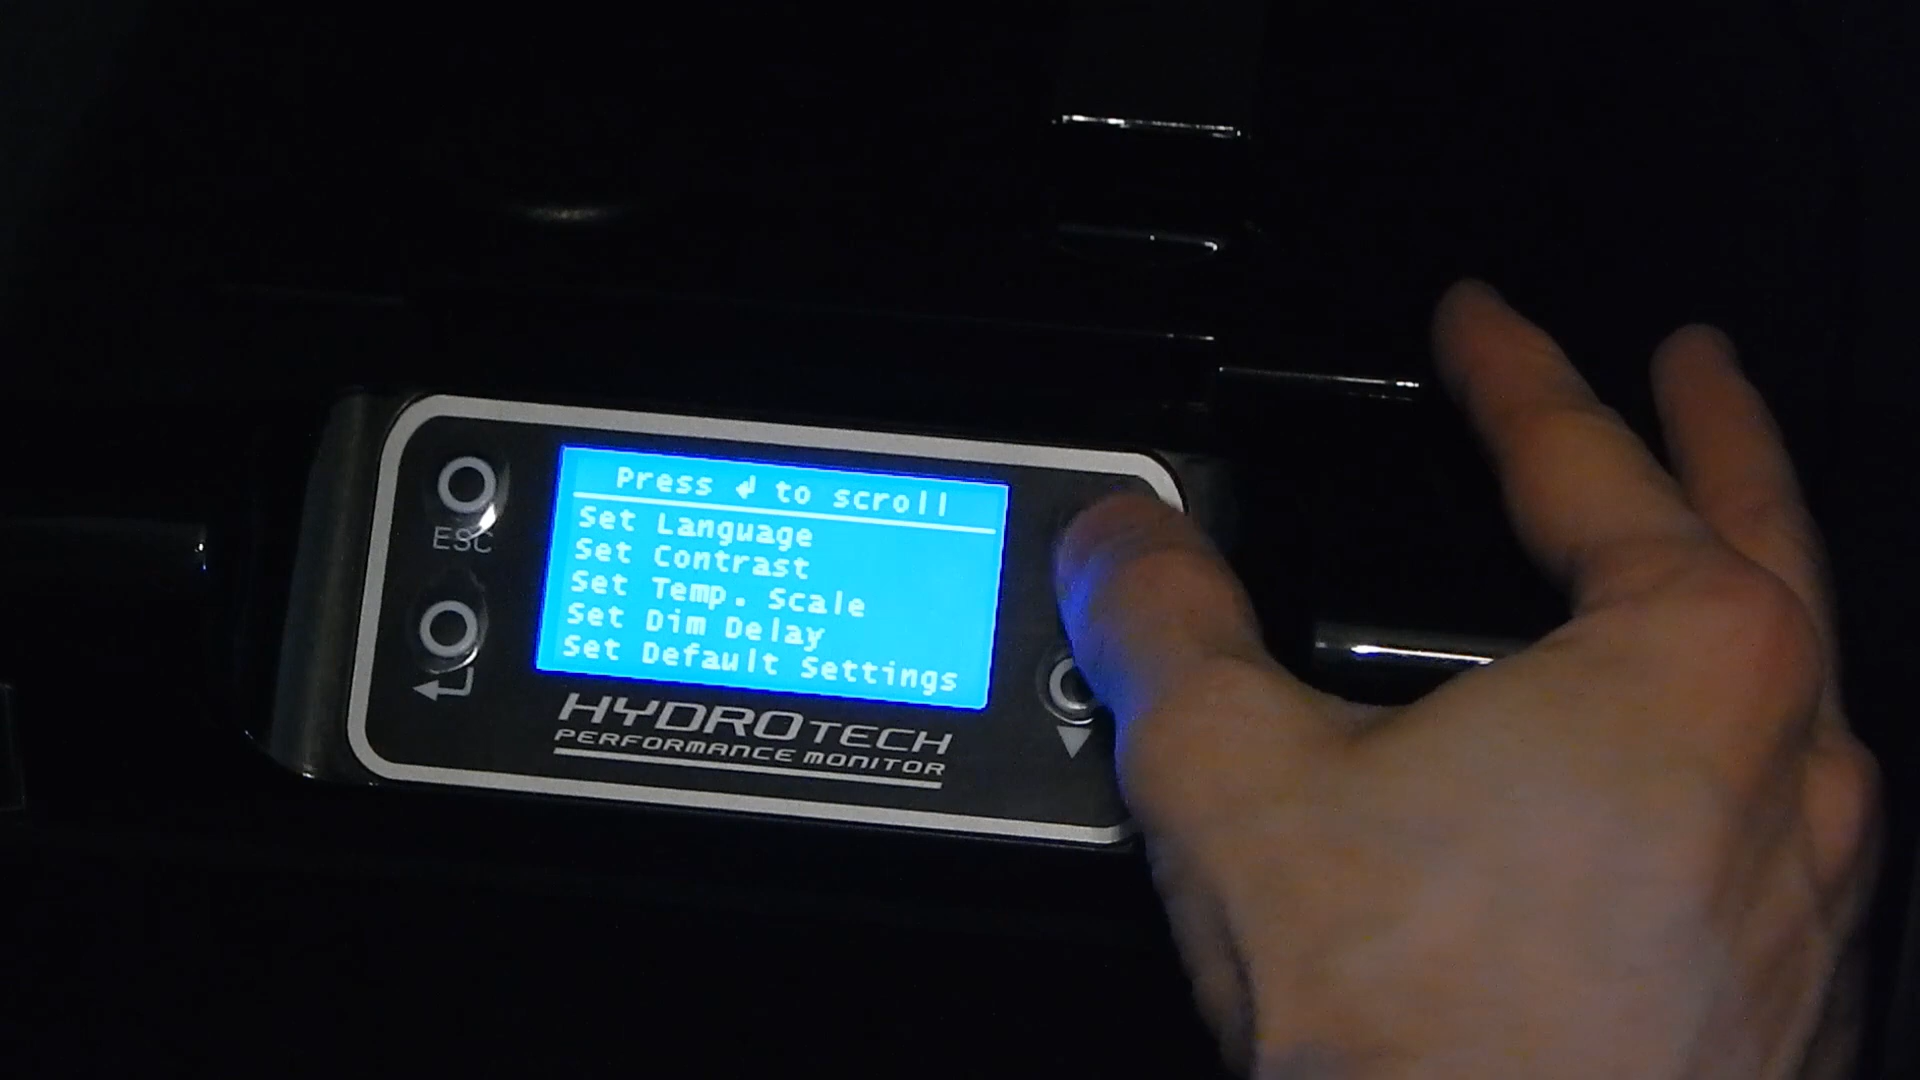 Press ↲ to scroll
Set Language
Set Contrast
Set Temp. Scale
Set Dim Delay
Set Default Settings
ESC
HYDROTECH
PERFORMANCE MONITOR